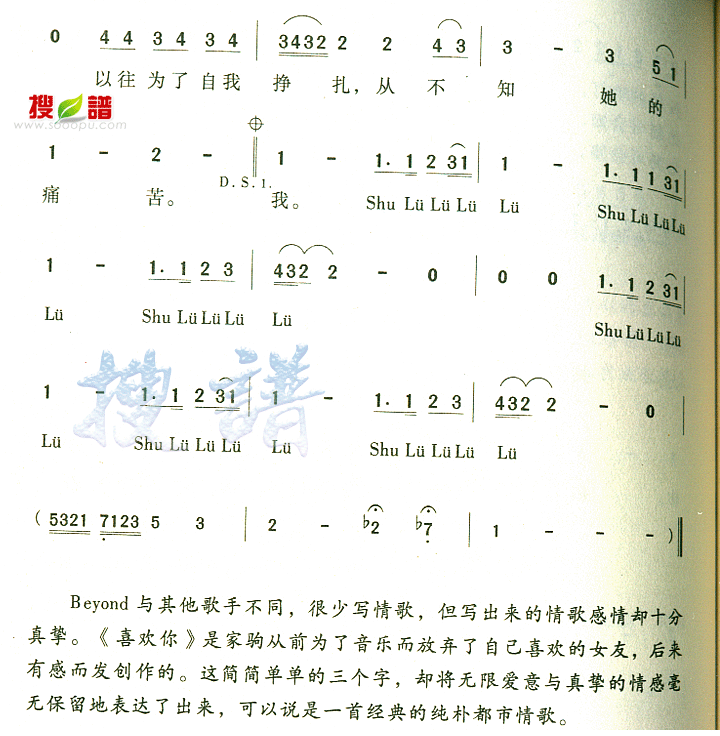 0 4 4 3 4 3 4 | 3432 2 2 4 3 | 3 - 3 5 1 |
以往 为了 自我 挣 扎，从 不 知 她 的
搜谱
www.sooopu.com
1 - 2 - | 1 - 1. 1 2 31 | 1 - 1. 1 1 31 |
痛 苦。 D.S.1. 我。 Shu Lü Lü Lü Lü Shu Lü Lü Lü
1 - 1. 1 2 3 | 432 2 - 0 | 0 0 1. 1 2 31 |
Lü Shu Lü Lü Lü Lü Shu Lü Lü Lü
搜谱
1 - 1. 1 2 31 | 1 - 1. 1 2 3 | 432 2 - 0 |
Lü Shu Lü Lü Lü Lü Shu Lü Lü Lü Lü
( 5321 7123 5 3 | 2 - ♭2 ♭7 | 1 - - - ) ‖
Beyond 与其他歌手不同，很少写情歌，但写出来的情歌感情却十分
真挚。《喜欢你》是家驹从前为了音乐而放弃了自己喜欢的女友，后来
有感而发创作的。这简简单单的三个字，却将无限爱意与真挚的情感毫
无保留地表达了出来，可以说是一首经典的纯朴都市情歌。